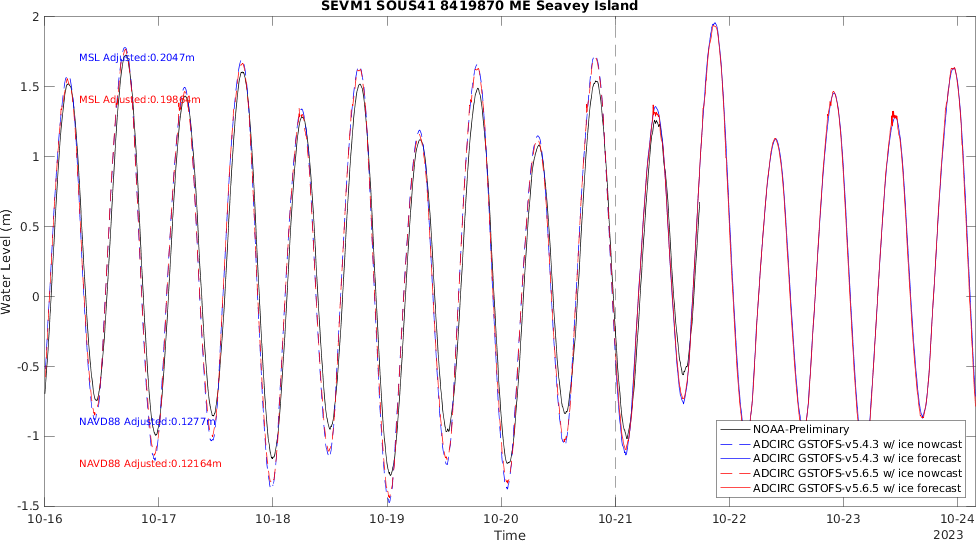 SEVM1 SOUS41 8419870 ME Seavey Island
2
1.5
1
0.5
0
-0.5
-1
-1.5
Water Level (m)
MSL Adjusted:0.2047m
MSL Adjusted:0.19864m
NAVD88 Adjusted:0.1277m
NAVD88 Adjusted:0.12164m
NOAA-Preliminary
ADCIRC GSTOFS-v5.4.3 w/ ice nowcast
ADCIRC GSTOFS-v5.4.3 w/ ice forecast
ADCIRC GSTOFS-v5.6.5 w/ ice nowcast
ADCIRC GSTOFS-v5.6.5 w/ ice forecast
10-16 10-17 10-18 10-19 10-20 10-21 10-22 10-23 10-24
Time
2023